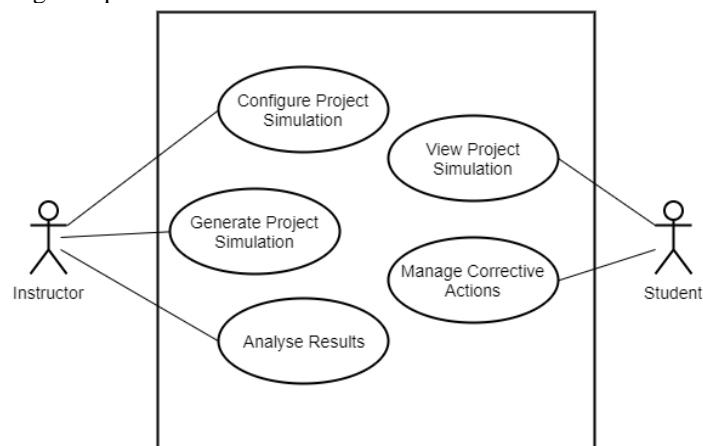 Configure Project
Simulation
View Project
Simulation
Generate Project
Simulation
Manage Corrective
Actions
Instructor
Student
Analyse Results